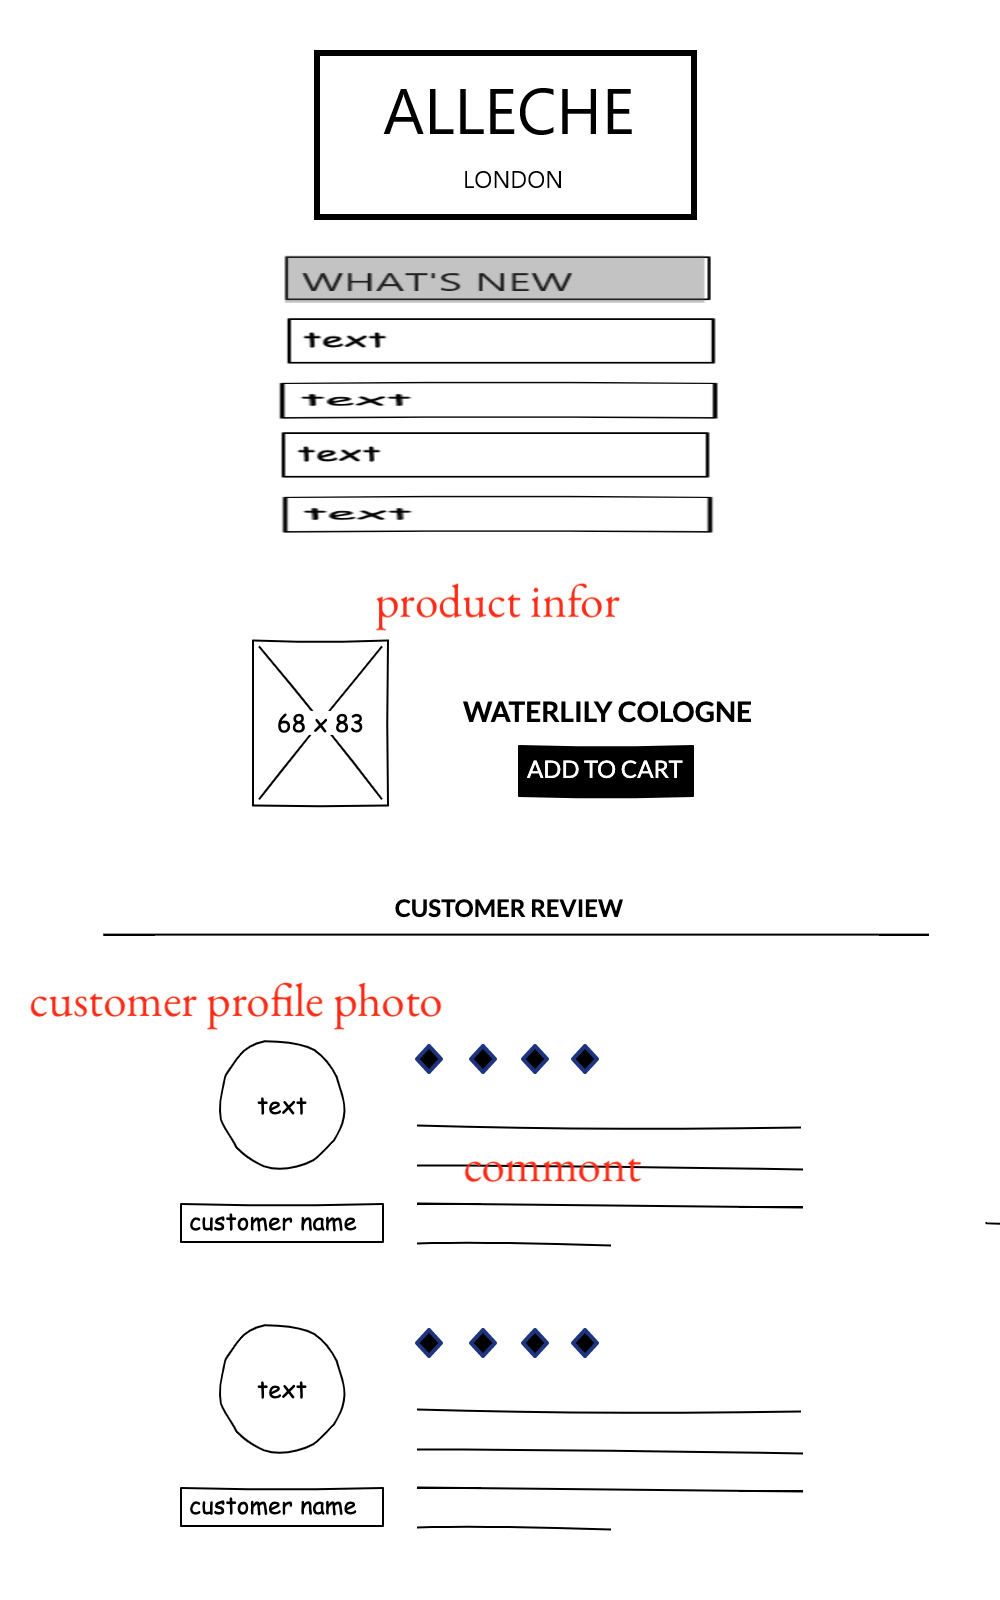 ALLECHE
LONDON
WHAT'S NEW
text
text
text
text
product infor
68 x 83
WATERLILY COLOGNE
ADD TO CART
CUSTOMER REVIEW
customer profile photo
text
commont
customer name
text
customer name